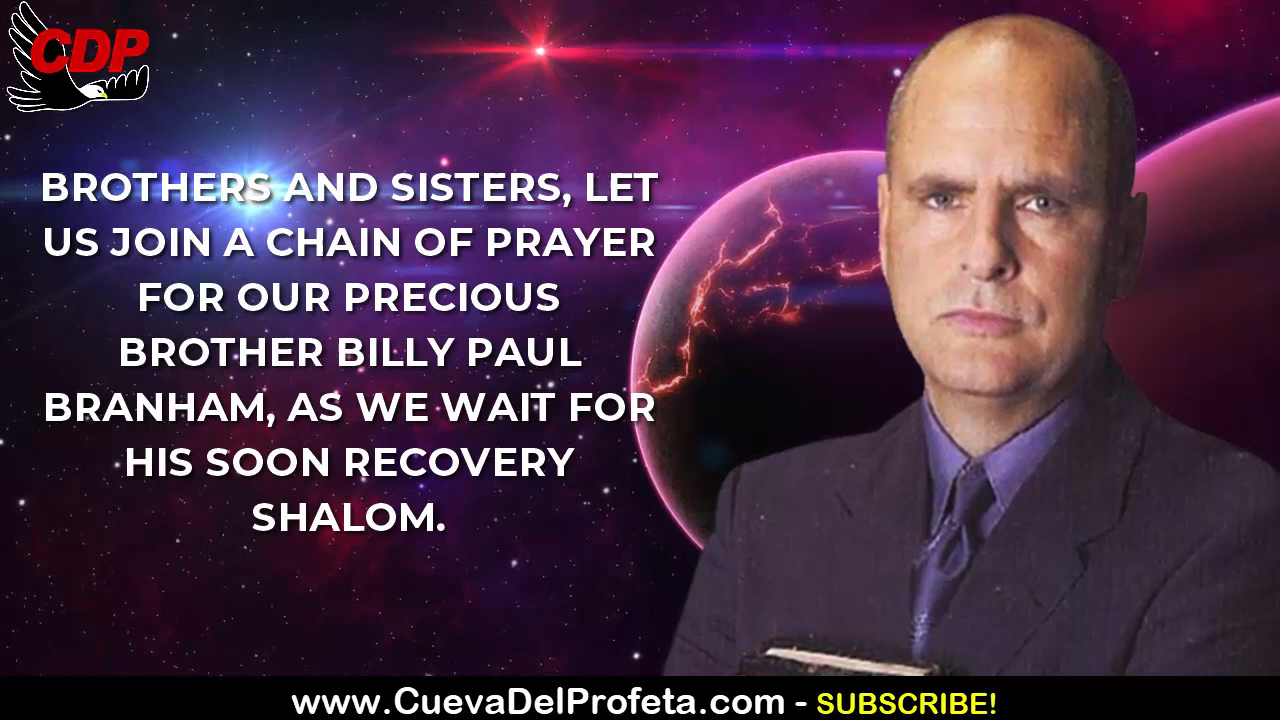 CDP
BROTHERS AND SISTERS, LET
US JOIN A CHAIN OF PRAYER
FOR OUR PRECIOUS
BROTHER BILLY PAUL
BRANHAM, AS WE WAIT FOR
HIS SOON RECOVERY
SHALOM.
www.CuevaDelProfeta.com - SUBSCRIBE!